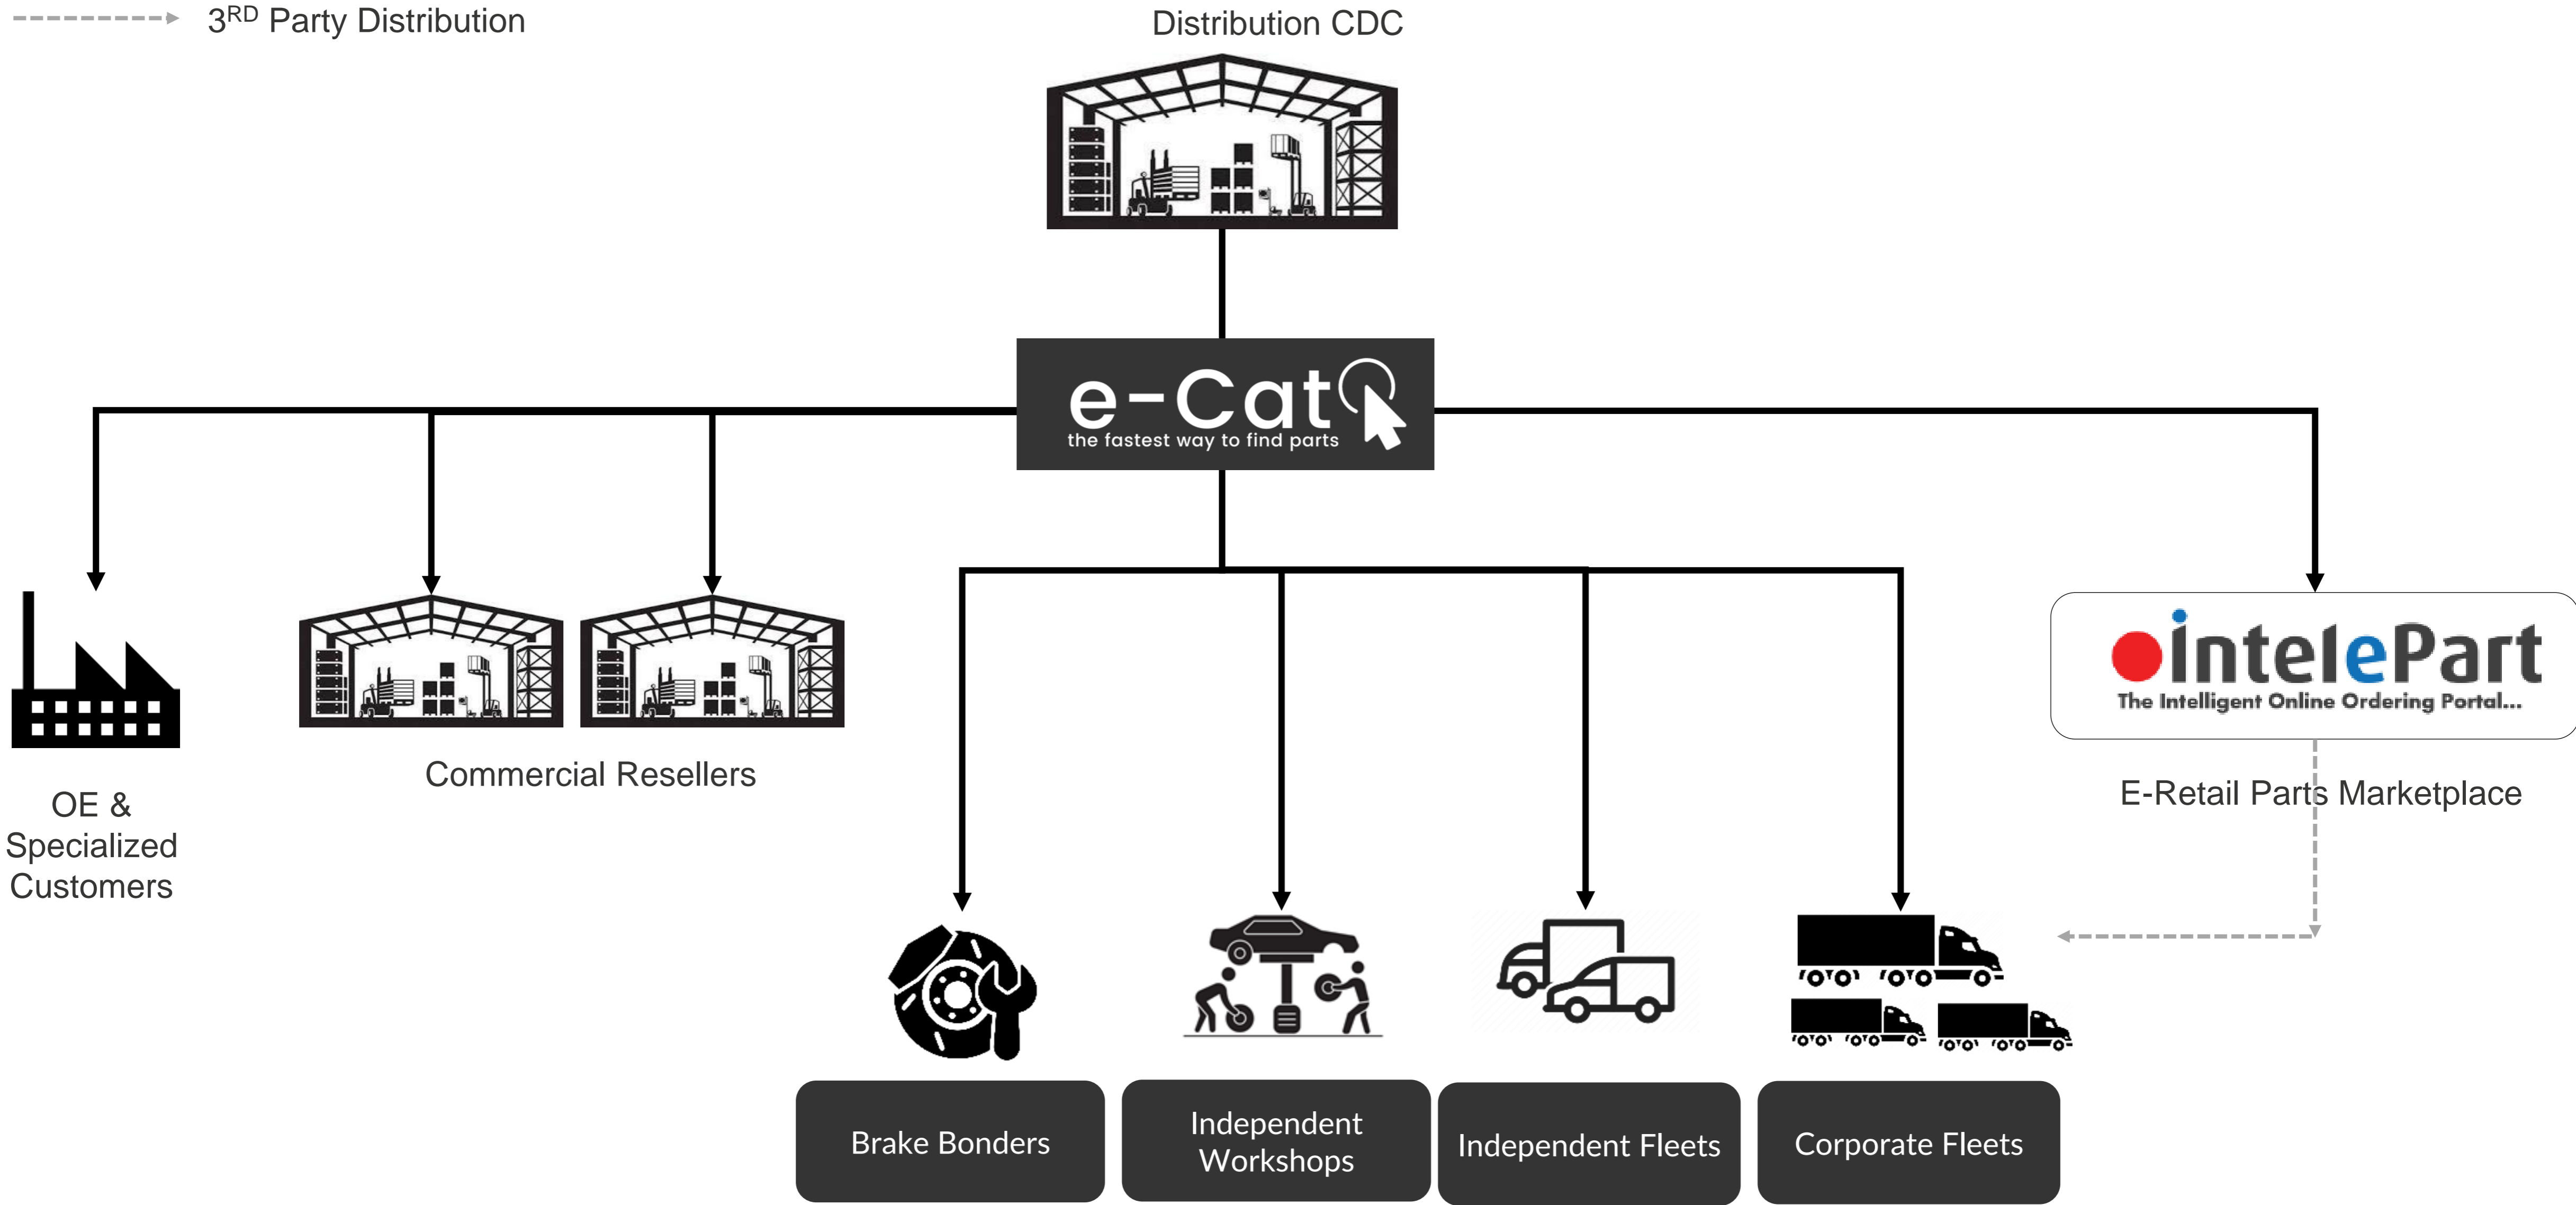 3RD Party Distribution
Distribution CDC
e-Cat
the fastest way to find parts
intelePart
The Intelligent Online Ordering Portal...
Commercial Resellers
E-Retail Parts Marketplace
OE &
Specialized
Customers
Brake Bonders
Independent
Workshops
Independent Fleets
Corporate Fleets